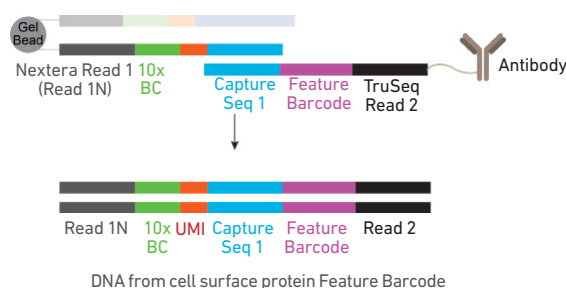 Gel
Bead
Nextera Read 1
(Read 1N)
10x
BC
Capture
Seq 1
Feature
Barcode
TruSeq
Read 2
Antibody
Read 1N
10x
BC
UMI
Capture
Seq 1
Feature
Barcode
Read 2
DNA from cell surface protein Feature Barcode